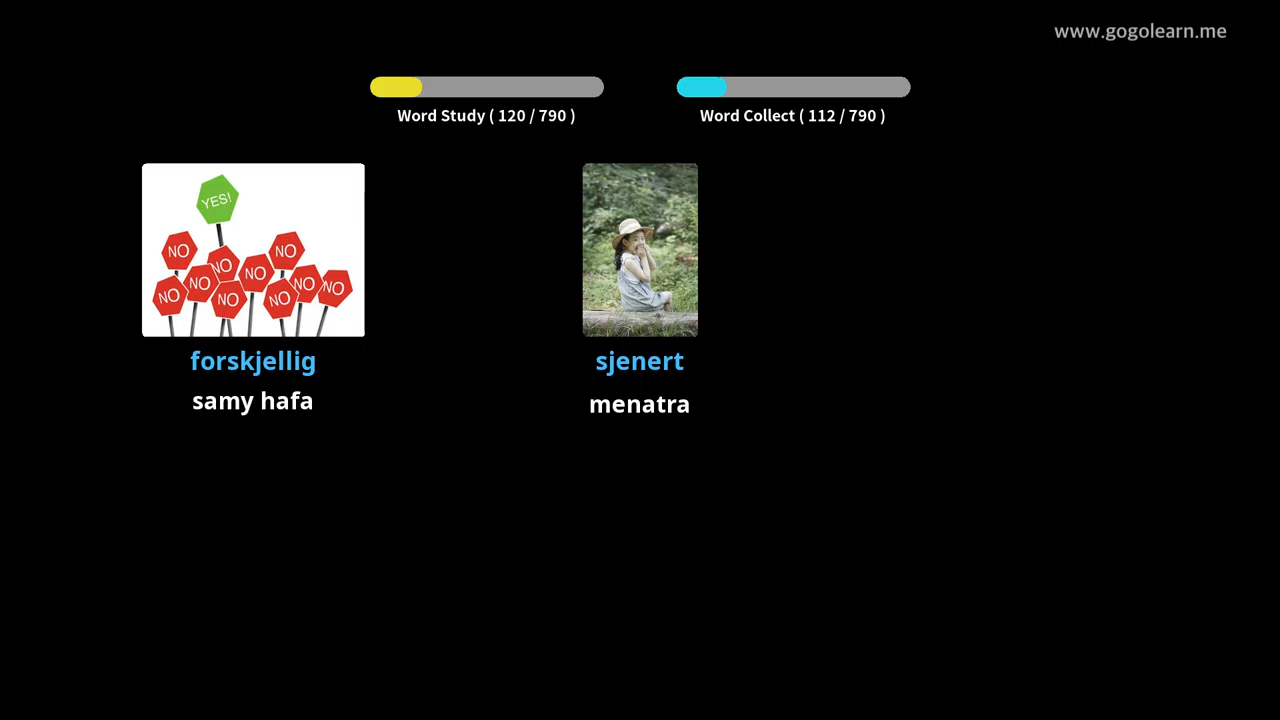 www.gogolearn.me
Word Study ( 120 / 790 )
Word Collect ( 112 / 790 )
YES!
NO
NO
NO
NO
NO
NO
NO
NO
NO
NO
forskjellig
samy hafa
sjenert
menatra